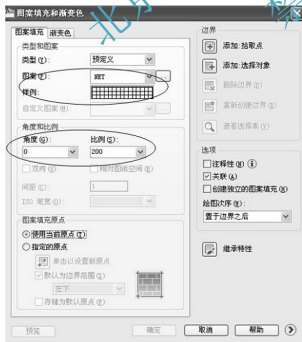 图案填充和渐变色
图案填充 渐变色
类型和图案
类型(Y): 预定义
图案(P): NET ...
样例:
自定义图案(M):
角度和比例
角度(G): 比例(S):
0 200
双向(U) 相对图纸空间(E)
间距(C): 1
ISO 笔宽(O):
图案填充原点
使用当前原点(T)
指定的原点
单击以设置新原点
默认为边界范围(X)
左下
存储为默认原点(F)
边界
添加:拾取点
添加:选择对象
删除边界(D)
重新创建边界(R)
查看选择集(V)
选项
注释性(N)
关联(A)
创建独立的图案填充(H)
绘图次序(W):
置于边界之后
继承特性
预览 确定 取消 帮助